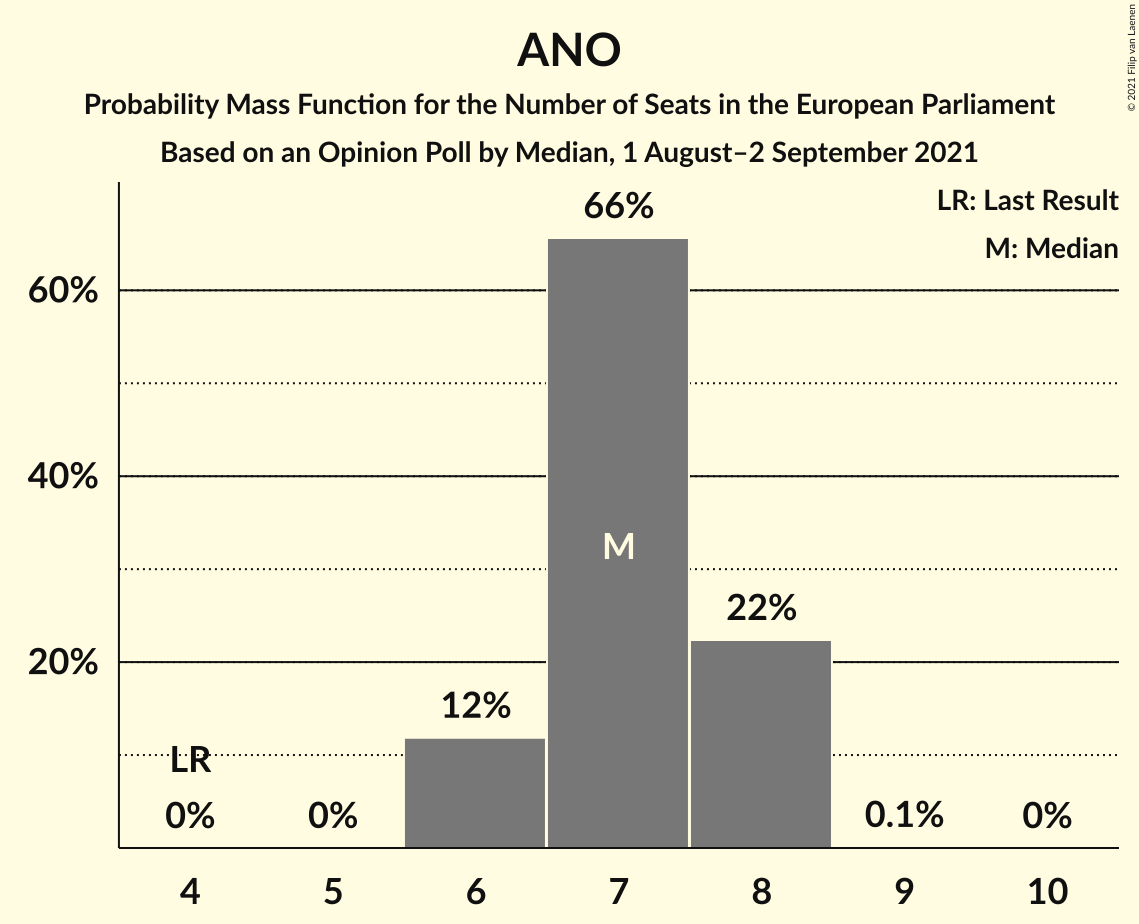 ANO
Probability Mass Function for the Number of Seats in the European Parliament
Based on an Opinion Poll by Median, 1 August–2 September 2021
© 2021 Filip van Laenen
LR: Last Result
M: Median
66%
60%
40%
M
22%
20%
12%
LR
0%
0%
0.1%
0%
4
5
6
7
8
9
10